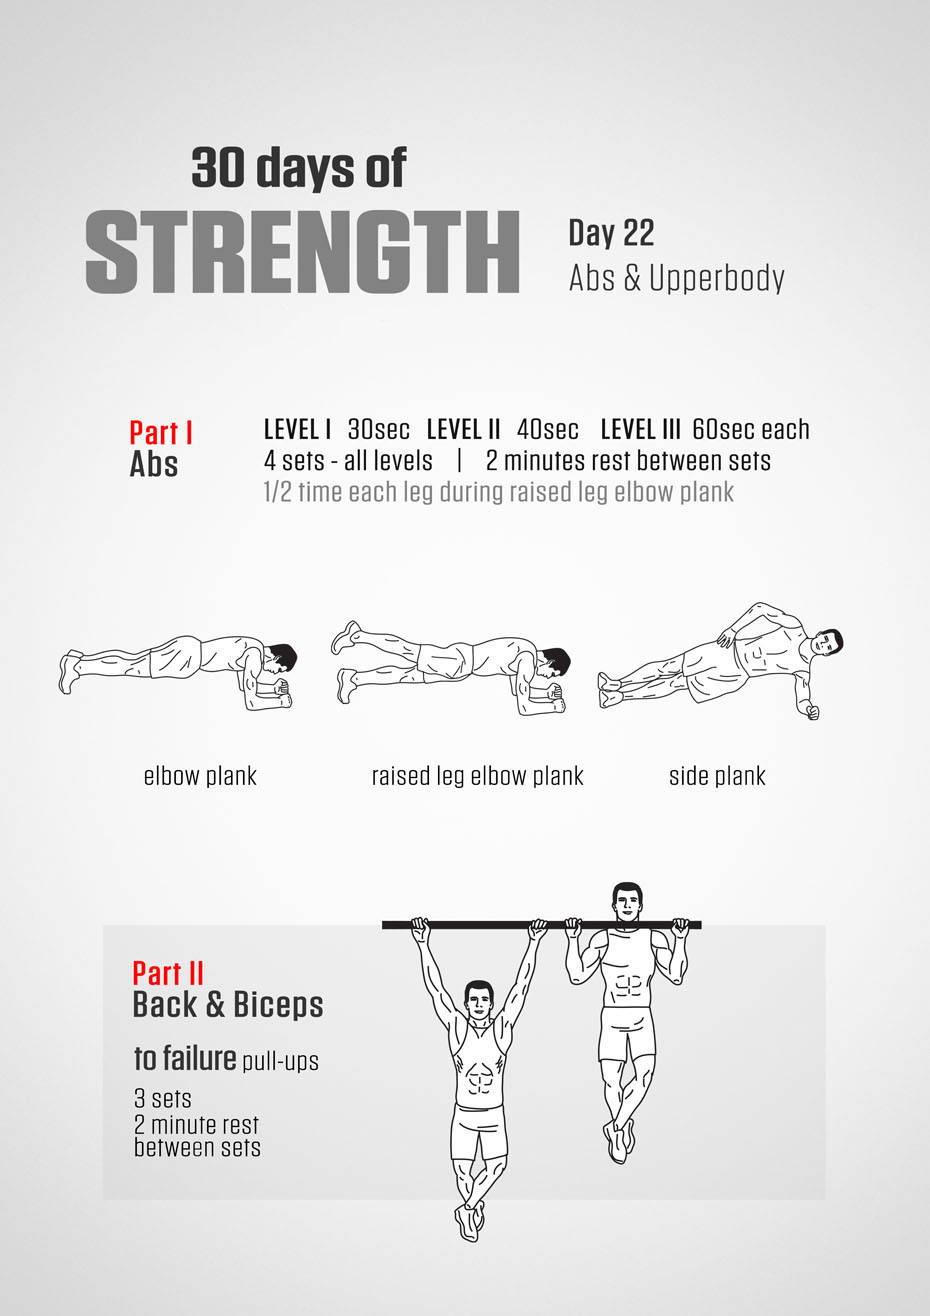 30 days of
STRENGTH
Day 22
Abs & Upperbody
Part I
Abs
LEVEL I 30sec LEVEL II 40sec LEVEL III 60sec each
4 sets - all levels | 2 minutes rest between sets
1/2 time each leg during raised leg elbow plank
elbow plank
raised leg elbow plank
side plank
Part II
Back & Biceps
to failure pull-ups
3 sets
2 minute rest
between sets